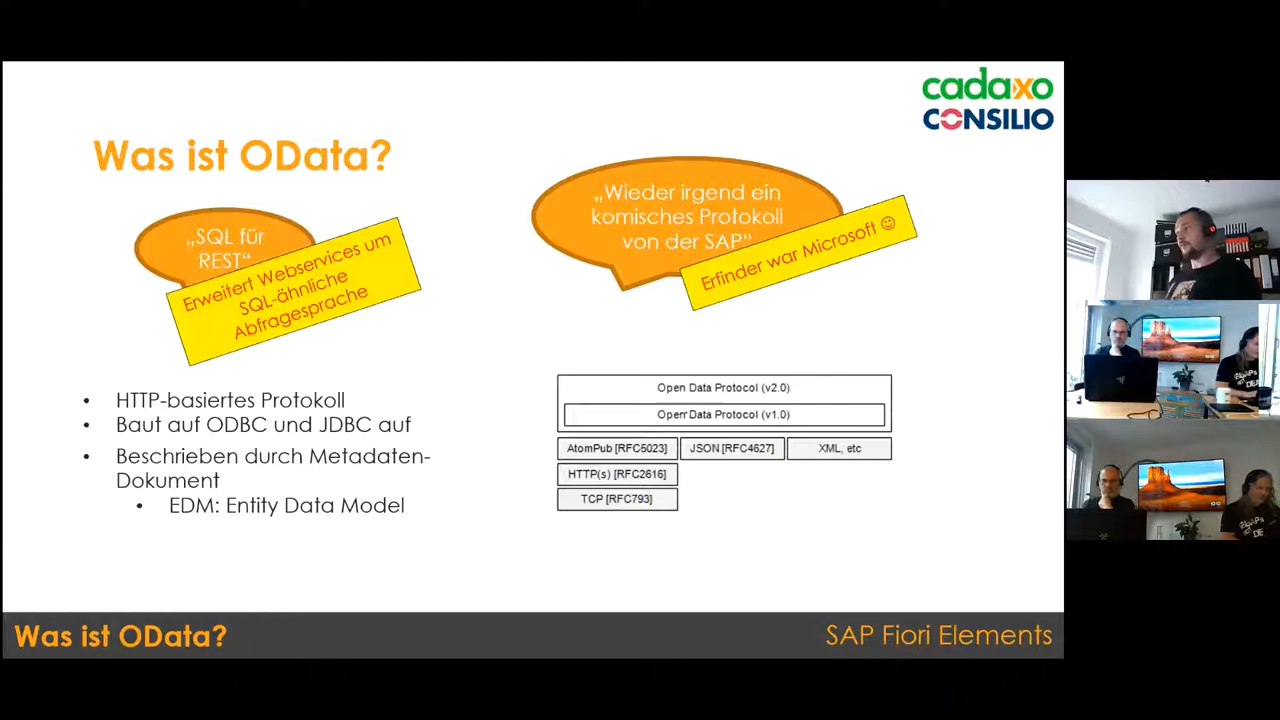 cadaxo
CONSILIO
Was ist OData?
„SQL für
REST“
Erweitert Webservices um
SQL-ähnliche
Abfragesprache
„Wieder irgend ein
komisches Protokoll
von der SAP“
Erfinder war Microsoft ☺
• HTTP-basiertes Protokoll
• Baut auf ODBC und JDBC auf
• Beschrieben durch Metadaten-
Dokument
• EDM: Entity Data Model
Open Data Protocol (v2.0)
Open Data Protocol (v1.0)
AtomPub [RFC5023] JSON [RFC4627] XML, etc
HTTP(s) [RFC2616]
TCP [RFC793]
Was ist OData?
SAP Fiori Elements